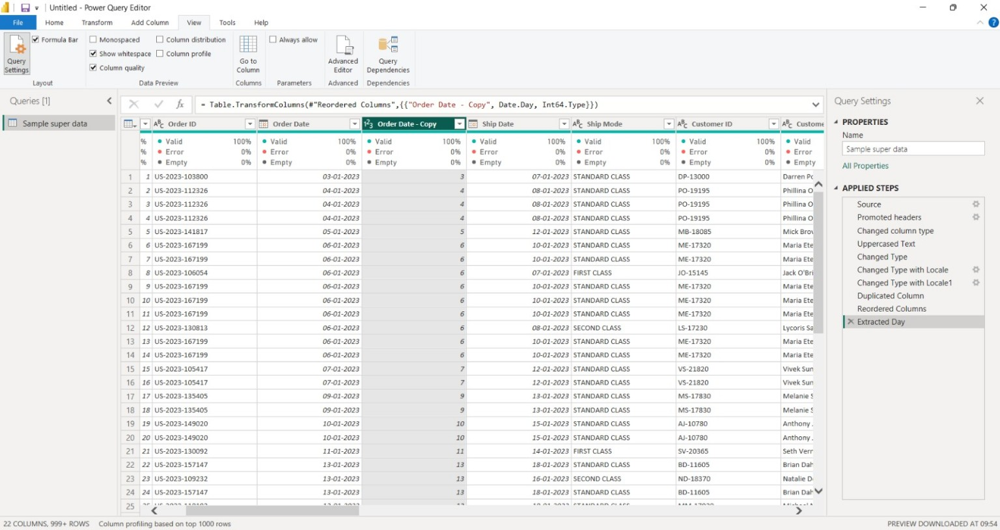 Untitled - Power Query Editor
File Home Transform Add Column View Tools Help
Formula Bar Monospaced Column distribution Always allow
Show whitespace Column profile
Query Settings Column quality Go to Column Advanced Editor Query Dependencies
Layout Data Preview Columns Parameters Advanced Dependencies
Queries [1]
Sample super data
fx = Table.TransformColumns(#"Reordered Columns",{{"Order Date - Copy", Date.Day, Int64.Type}})
Order ID Order Date Order Date - Copy Ship Date Ship Mode Customer ID Custome
% Valid 100% Valid 100% Valid 100% Valid 100% Valid 100% Valid 100% Valid
% Error 0% Error 0% Error 0% Error 0% Error 0% Error 0% Error
% Empty 0% Empty 0% Empty 0% Empty 0% Empty 0% Empty 0% Empty
1 1 US-2023-103800 03-01-2023 3 07-01-2023 STANDARD CLASS DP-13000 Darren Po
2 2 US-2023-112326 04-01-2023 4 08-01-2023 STANDARD CLASS PO-19195 Phillina O
3 3 US-2023-112326 04-01-2023 4 08-01-2023 STANDARD CLASS PO-19195 Phillina O
4 4 US-2023-112326 04-01-2023 4 08-01-2023 STANDARD CLASS PO-19195 Phillina O
5 5 US-2023-141817 05-01-2023 5 12-01-2023 STANDARD CLASS MB-18085 Mick Brov
6 6 US-2023-167199 06-01-2023 6 10-01-2023 STANDARD CLASS ME-17320 Maria Ete
7 7 US-2023-167199 06-01-2023 6 10-01-2023 STANDARD CLASS ME-17320 Maria Ete
8 8 US-2023-106054 06-01-2023 6 07-01-2023 FIRST CLASS JO-15145 Jack O'Bri
9 9 US-2023-167199 06-01-2023 6 10-01-2023 STANDARD CLASS ME-17320 Maria Ete
10 10 US-2023-167199 06-01-2023 6 10-01-2023 STANDARD CLASS ME-17320 Maria Ete
11 11 US-2023-167199 06-01-2023 6 10-01-2023 STANDARD CLASS ME-17320 Maria Ete
12 12 US-2023-130813 06-01-2023 6 08-01-2023 SECOND CLASS LS-17230 Lycoris Sa
13 13 US-2023-167199 06-01-2023 6 10-01-2023 STANDARD CLASS ME-17320 Maria Ete
14 14 US-2023-167199 06-01-2023 6 10-01-2023 STANDARD CLASS ME-17320 Maria Ete
15 15 US-2023-105417 07-01-2023 7 12-01-2023 STANDARD CLASS VS-21820 Vivek Sun
16 16 US-2023-105417 07-01-2023 7 12-01-2023 STANDARD CLASS VS-21820 Vivek Sun
17 17 US-2023-135405 09-01-2023 9 13-01-2023 STANDARD CLASS MS-17830 Melanie S
18 18 US-2023-135405 09-01-2023 9 13-01-2023 STANDARD CLASS MS-17830 Melanie S
19 19 US-2023-149020 10-01-2023 10 15-01-2023 STANDARD CLASS AJ-10780 Anthony J
20 20 US-2023-149020 10-01-2023 10 15-01-2023 STANDARD CLASS AJ-10780 Anthony J
21 21 US-2023-130092 11-01-2023 11 14-01-2023 FIRST CLASS SV-20365 Seth Vern
22 22 US-2023-157147 13-01-2023 13 18-01-2023 STANDARD CLASS BD-11605 Brian Dah
23 23 US-2023-109232 13-01-2023 13 16-01-2023 SECOND CLASS ND-18370 Natalie De
24 24 US-2023-157147 13-01-2023 13 18-01-2023 STANDARD CLASS BD-11605 Brian Dah
25
Query Settings
PROPERTIES
Name
Sample super data
All Properties
APPLIED STEPS
Source
Promoted headers
Changed column type
Uppercased Text
Changed Type
Changed Type with Locale
Changed Type with Locale1
Duplicated Column
Reordered Columns
Extracted Day
22 COLUMNS, 999+ ROWS Column profiling based on top 1000 rows PREVIEW DOWNLOADED AT 09:54